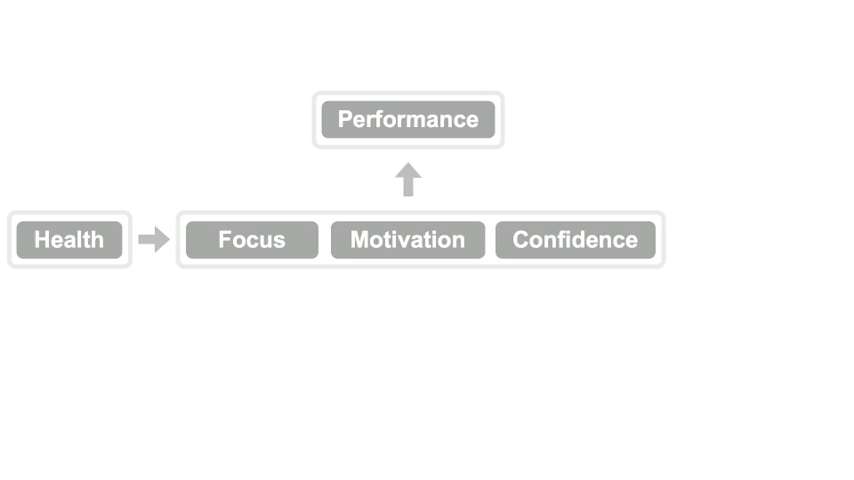 Performance
Health
Focus
Motivation
Confidence